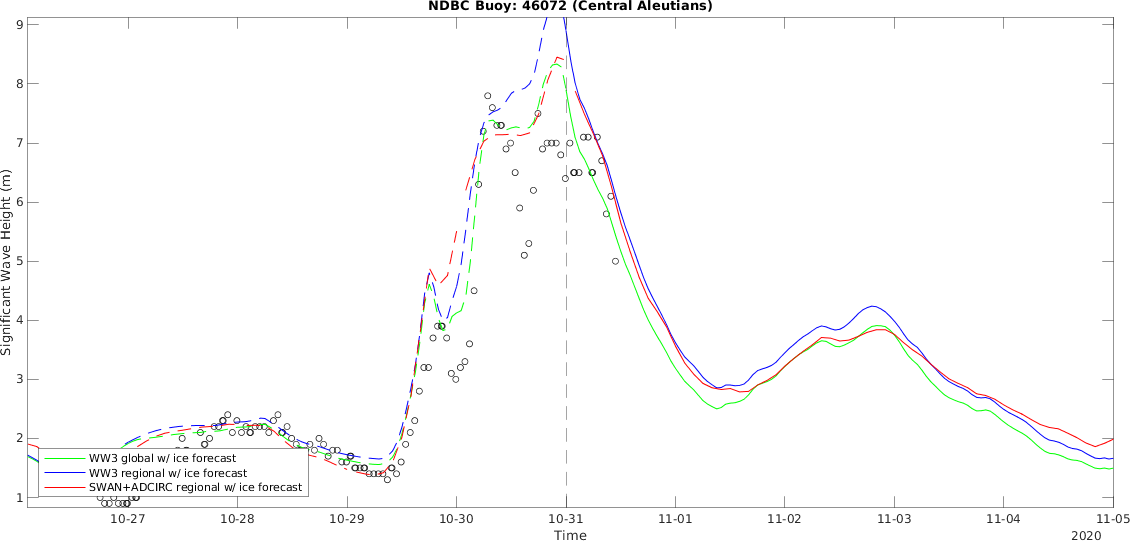 NDBC Buoy: 46072 (Central Aleutians)
9
8
7
6
5
4
3
2
1
Significant Wave Height (m)
WW3 global w/ ice forecast
WW3 regional w/ ice forecast
SWAN+ADCIRC regional w/ ice forecast
10-27 10-28 10-29 10-30 10-31 11-01 11-02 11-03 11-04 11-05
Time
2020